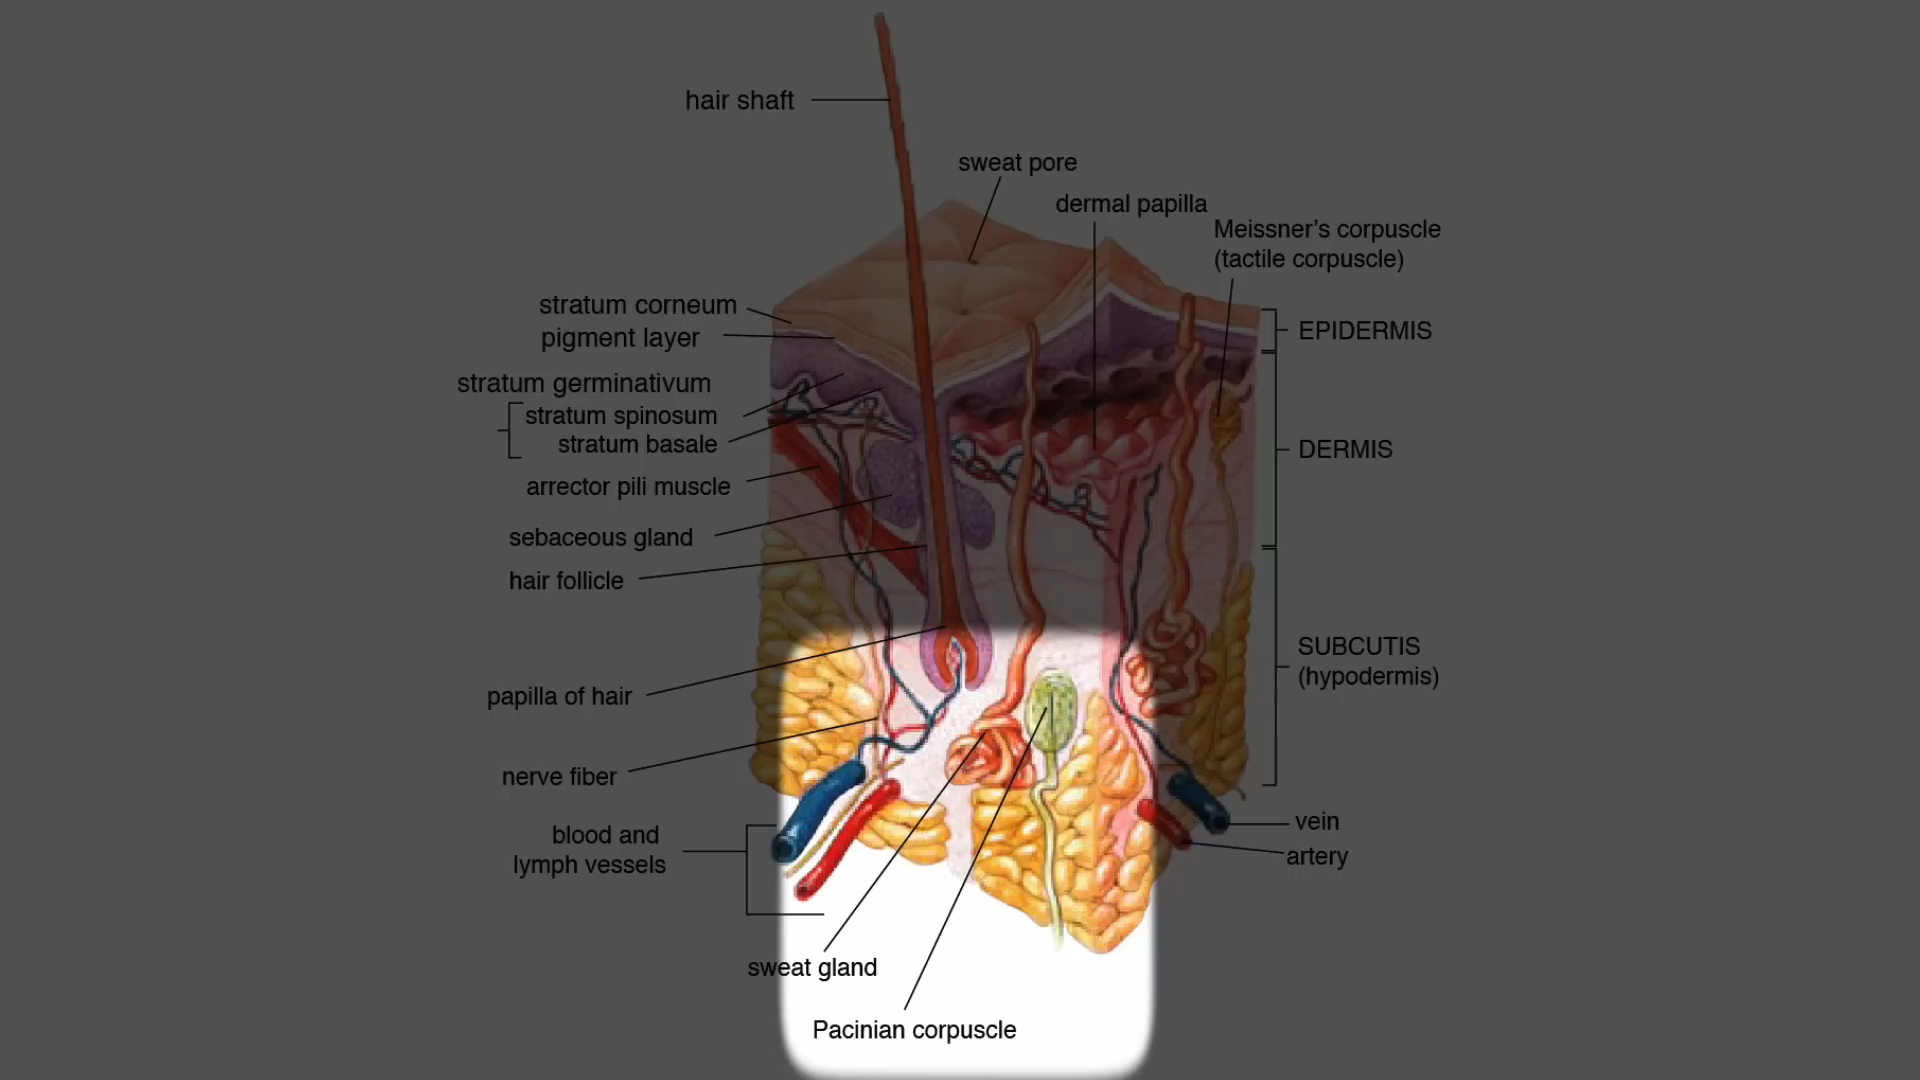 hair shaft
sweat pore
dermal papilla
Meissner’s corpuscle
(tactile corpuscle)
stratum corneum
pigment layer
EPIDERMIS
stratum germinativum
stratum spinosum
stratum basale
DERMIS
arrector pili muscle
sebaceous gland
hair follicle
SUBCUTIS
(hypodermis)
papilla of hair
nerve fiber
blood and
lymph vessels
vein
artery
sweat gland
Pacinian corpuscle